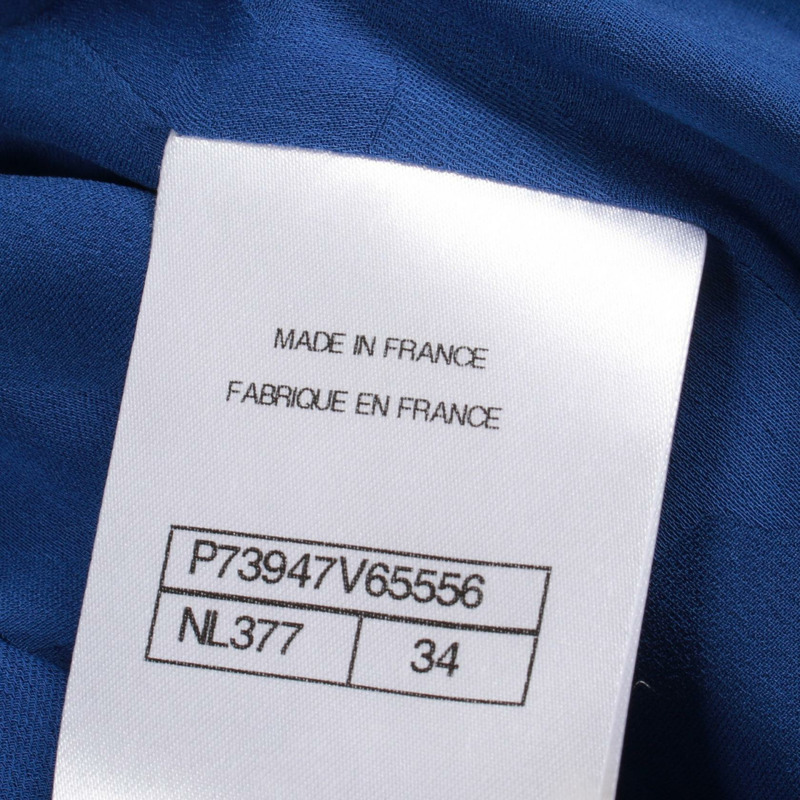 MADE IN FRANCE
FABRIQUE EN FRANCE
P73947V65556
NL377 34